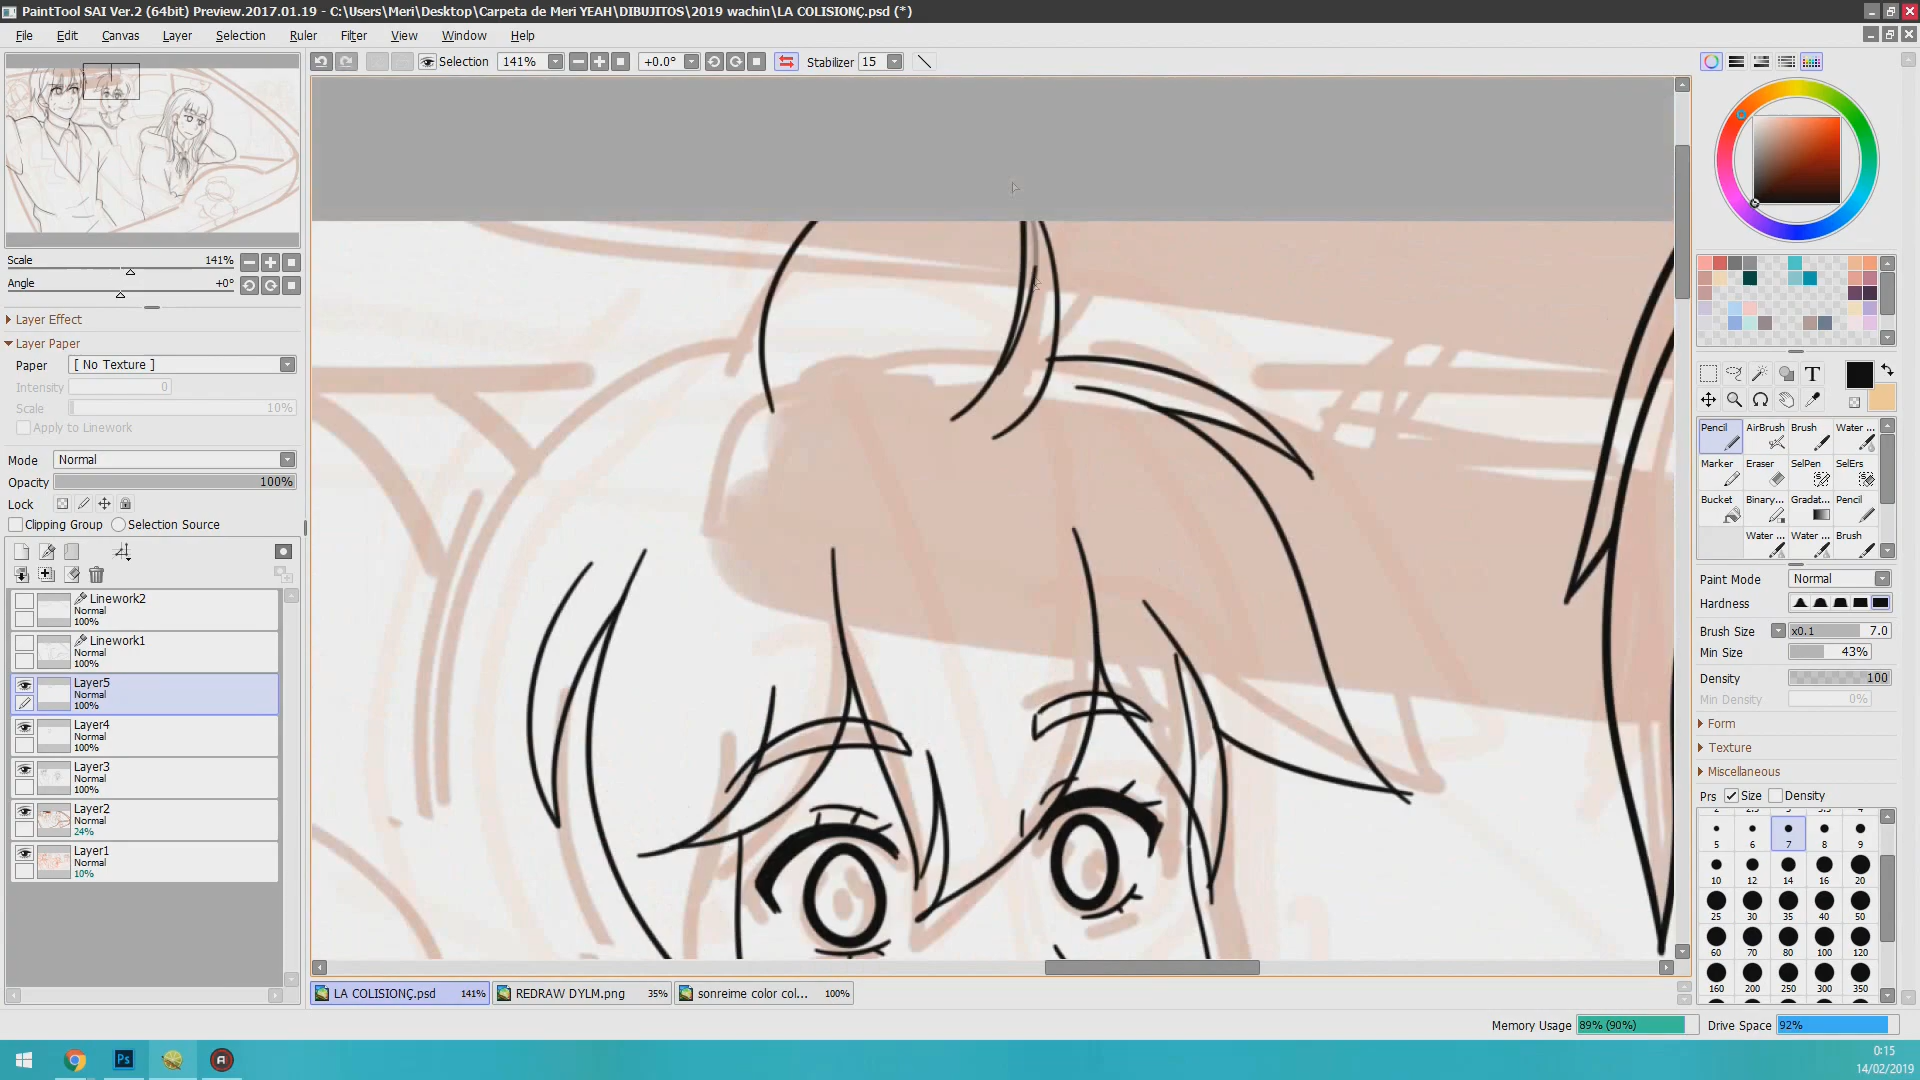 PaintTool SAI Ver.2 (64bit) Preview.2017.01.19 - C:\Users\Meri\Desktop\Carpeta de Meri YEAH\DIBUJITOS\2019 wachin\LA COLISIONÇ.psd (*)
File Edit Canvas Layer Selection Ruler Filter View Window Help
Selection 141% +0.0° Stabilizer 15
Scale 141%
Angle +0°
Layer Effect
Layer Paper
Paper [ No Texture ]
Intensity 0
Scale 10%
Apply to Linework
Mode Normal
Opacity 100%
Lock
Clipping Group Selection Source
Linework2
Normal
100%
Linework1
Normal
100%
Layer5
Normal
100%
Layer4
Normal
100%
Layer3
Normal
100%
Layer2
Normal
24%
Layer1
Normal
10%
LA COLISIONÇ.psd 141% REDRAW DYLM.png 35% sonreime color col... 100%
T
Pencil AirBrush Brush Water ...
Marker Eraser SelPen SelErs
Bucket Binary... Gradat... Pencil
Water ... Water ... Brush
Paint Mode Normal
Hardness
Brush Size x0.1 7.0
Min Size 43%
Density 100
Min Density 0%
Form
Texture
Miscellaneous
Prs Size Density
5 6 7 8 9
10 12 14 16 20
25 30 35 40 50
60 70 80 100 120
160 200 250 300 350
Memory Usage 89% (90%) Drive Space 92%
Ps
0:15
14/02/2019